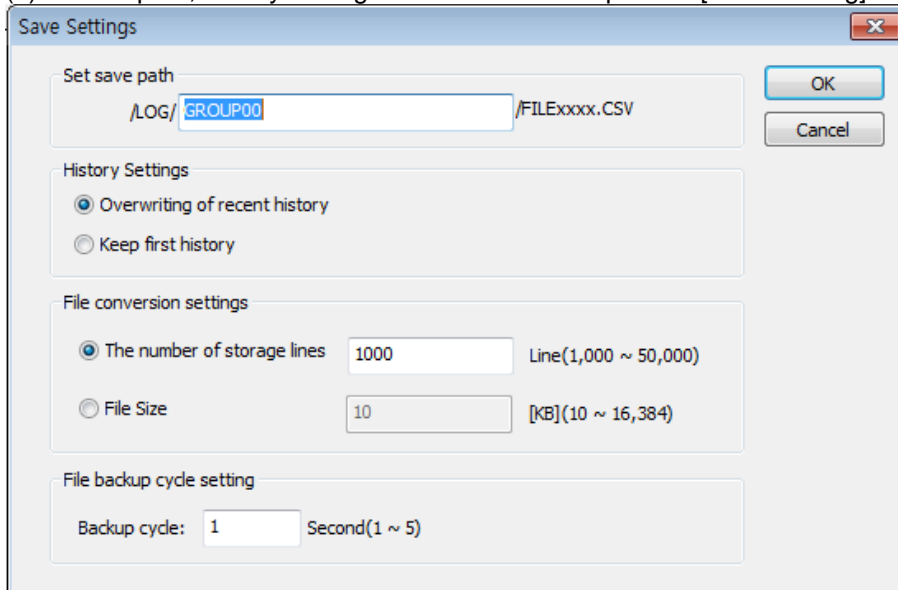 Save Settings
Set save path
/LOG/ GROUP00 /FILExxxx.CSV
OK
Cancel
History Settings
Overwriting of recent history
Keep first history
File conversion settings
The number of storage lines 1000 Line(1,000 ~ 50,000)
File Size 10 [KB](10 ~ 16,384)
File backup cycle setting
Backup cycle: 1 Second(1 ~ 5)